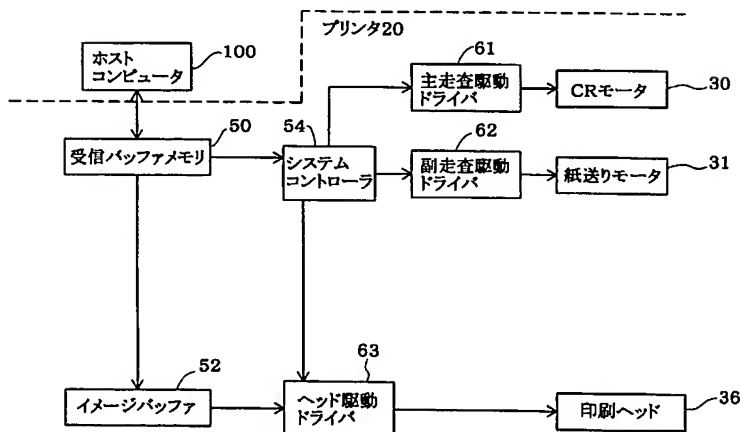 プリンタ20
ホスト
コンピュータ
100
61
主走査駆動
ドライバ
CRモータ
30
50
受信バッファメモリ
54
システム
コントローラ
62
副走査駆動
ドライバ
紙送りモータ
31
52
イメージバッファ
63
ヘッド駆動
ドライバ
印刷ヘッド
36